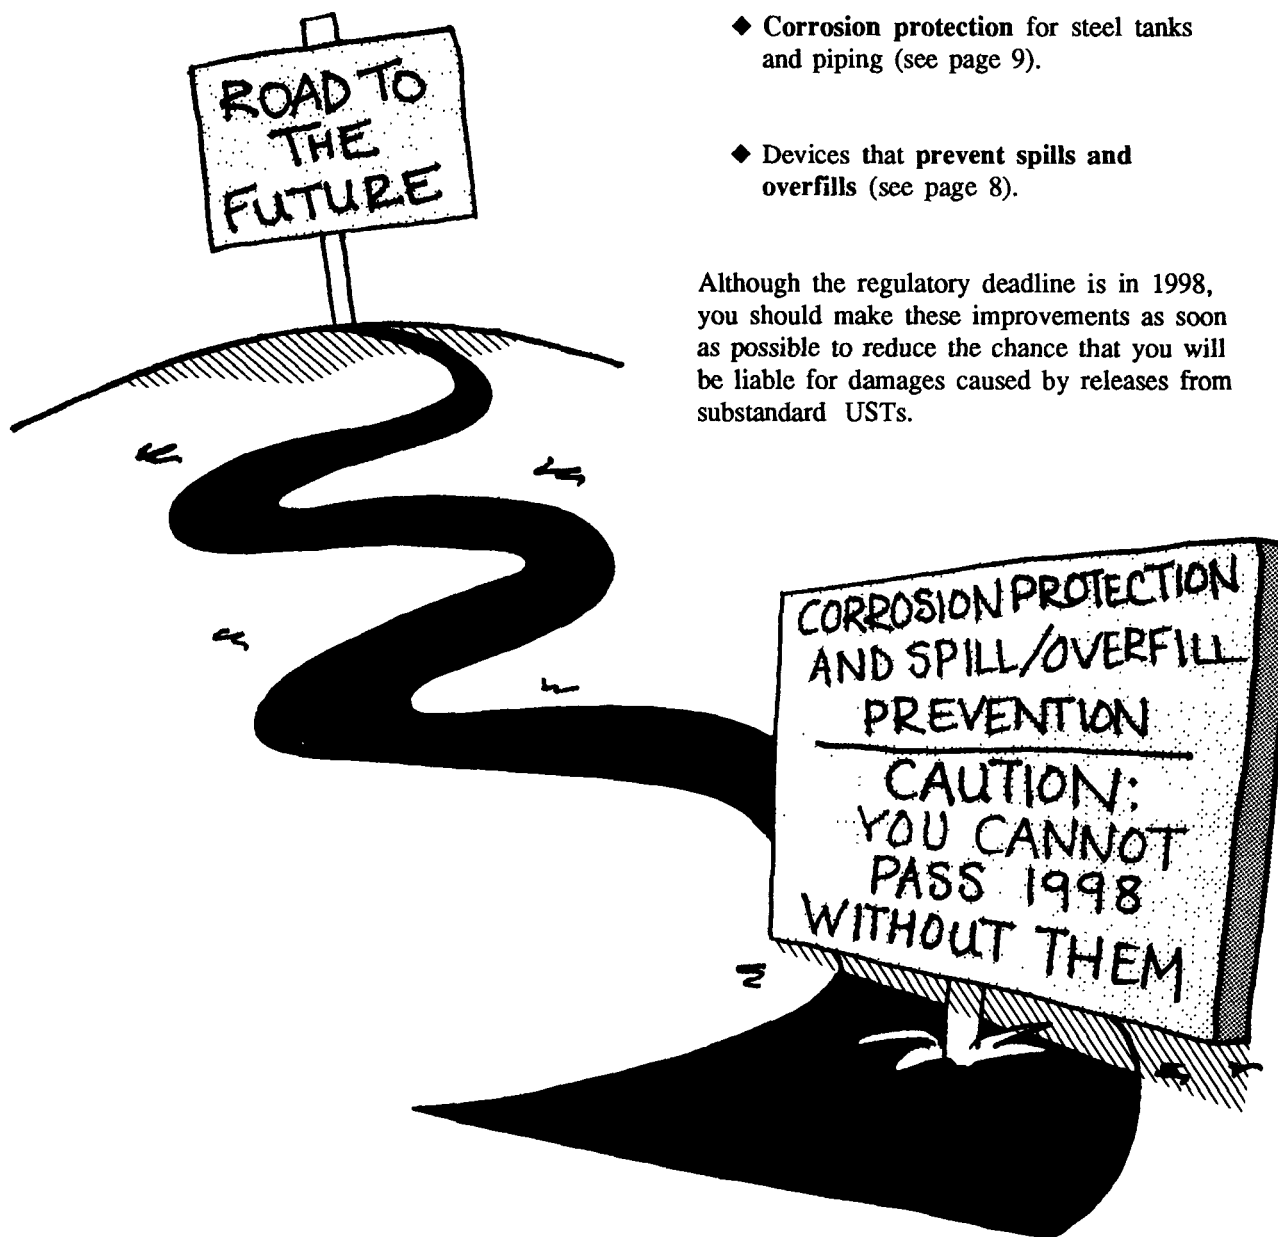 ROAD TO
THE
FUTURE
◆ Corrosion protection for steel tanks
and piping (see page 9).
◆ Devices that prevent spills and
overfills (see page 8).
Although the regulatory deadline is in 1998,
you should make these improvements as soon
as possible to reduce the chance that you will
be liable for damages caused by releases from
substandard USTs.
CORROSION PROTECTION
AND SPILL/OVERFILL
PREVENTION
CAUTION:
YOU CANNOT
PASS 1998
WITHOUT THEM